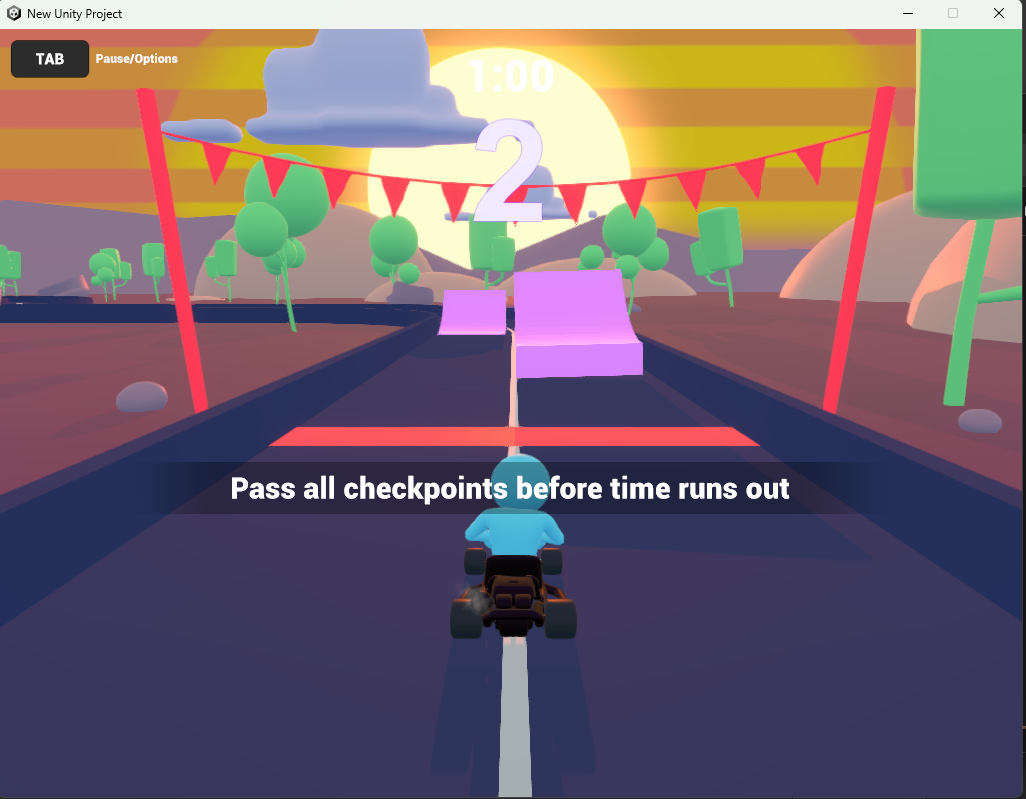 New Unity Project
TAB Pause/Options
1:00
2
Pass all checkpoints before time runs out